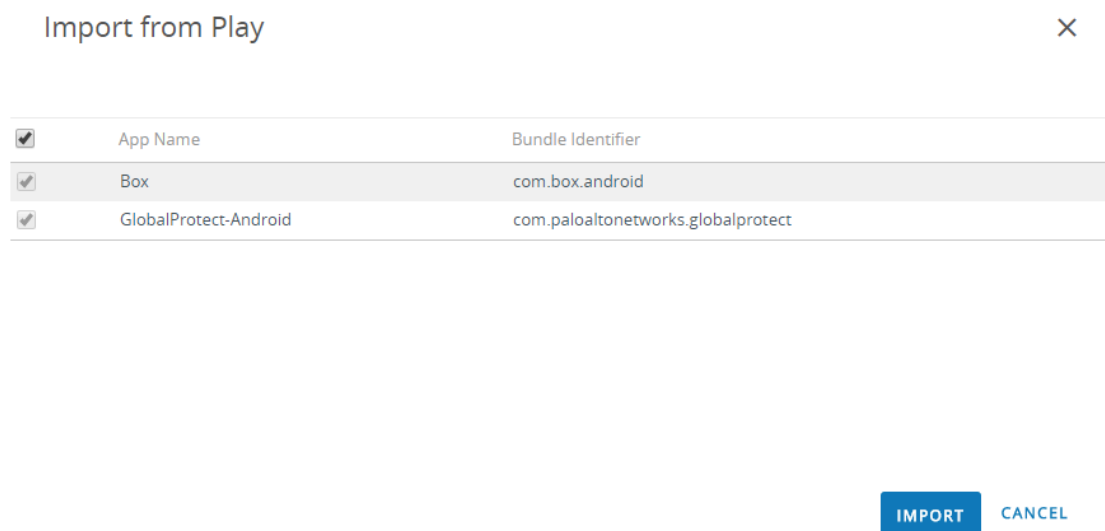 Import from Play
App Name Bundle Identifier
Box com.box.android
GlobalProtect-Android com.paloaltonetworks.globalprotect
IMPORT CANCEL